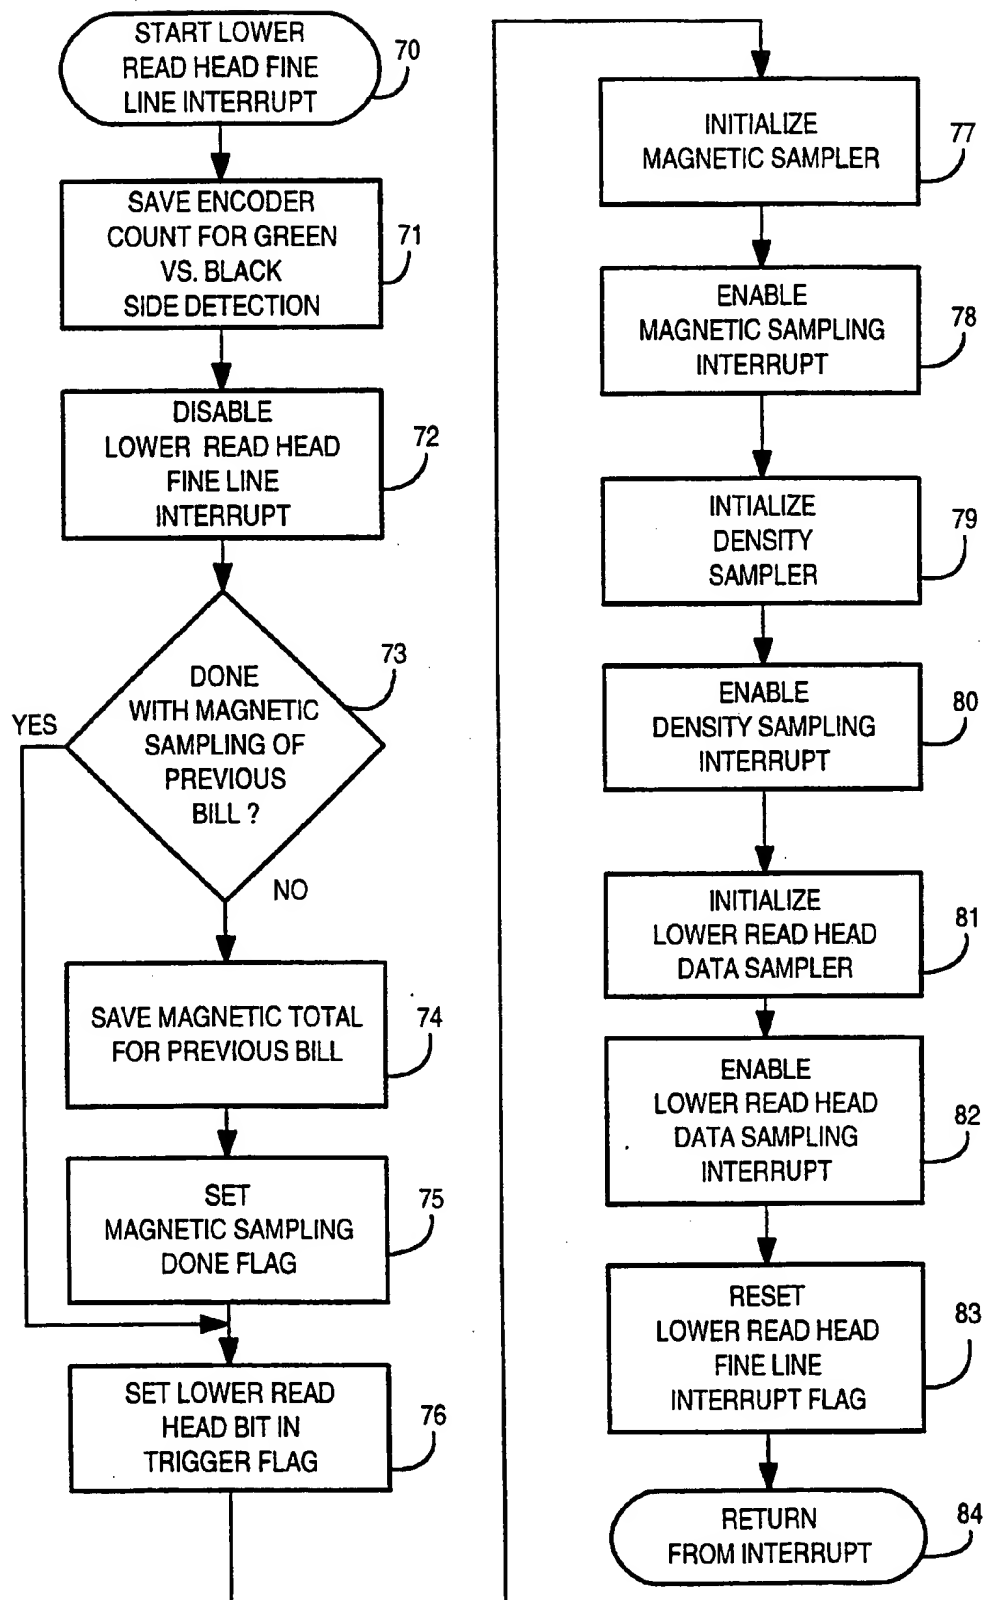 START LOWER
READ HEAD FINE
LINE INTERRUPT
70
SAVE ENCODER
COUNT FOR GREEN
VS. BLACK
SIDE DETECTION
71
DISABLE
LOWER READ HEAD
FINE LINE
INTERRUPT
72
DONE
WITH MAGNETIC
SAMPLING OF
PREVIOUS
BILL ?
73
YES
NO
SAVE MAGNETIC TOTAL
FOR PREVIOUS BILL
74
SET
MAGNETIC SAMPLING
DONE FLAG
75
SET LOWER READ
HEAD BIT IN
TRIGGER FLAG
76
INITIALIZE
MAGNETIC SAMPLER
77
ENABLE
MAGNETIC SAMPLING
INTERRUPT
78
INTIALIZE
DENSITY
SAMPLER
79
ENABLE
DENSITY SAMPLING
INTERRUPT
80
INITIALIZE
LOWER READ HEAD
DATA SAMPLER
81
ENABLE
LOWER READ HEAD
DATA SAMPLING
INTERRUPT
82
RESET
LOWER READ HEAD
FINE LINE
INTERRUPT FLAG
83
RETURN
FROM INTERRUPT
84